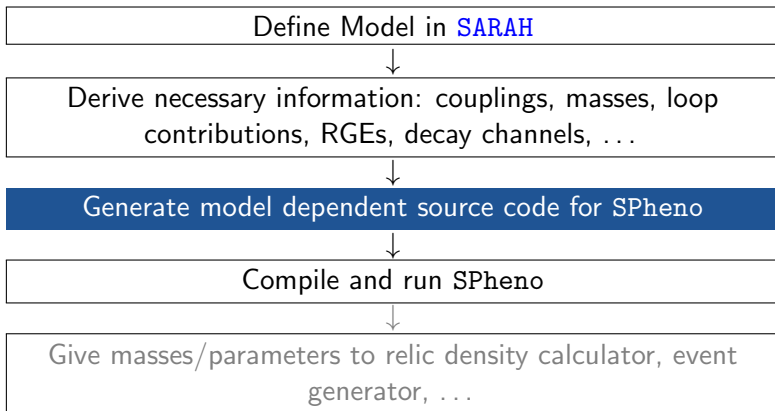 Define Model in SARAH
↓
Derive necessary information: couplings, masses, loop
contributions, RGEs, decay channels, . . .
↓
Generate model dependent source code for SPheno
↓
Compile and run SPheno
↓
Give masses/parameters to relic density calculator, event
generator, . . .